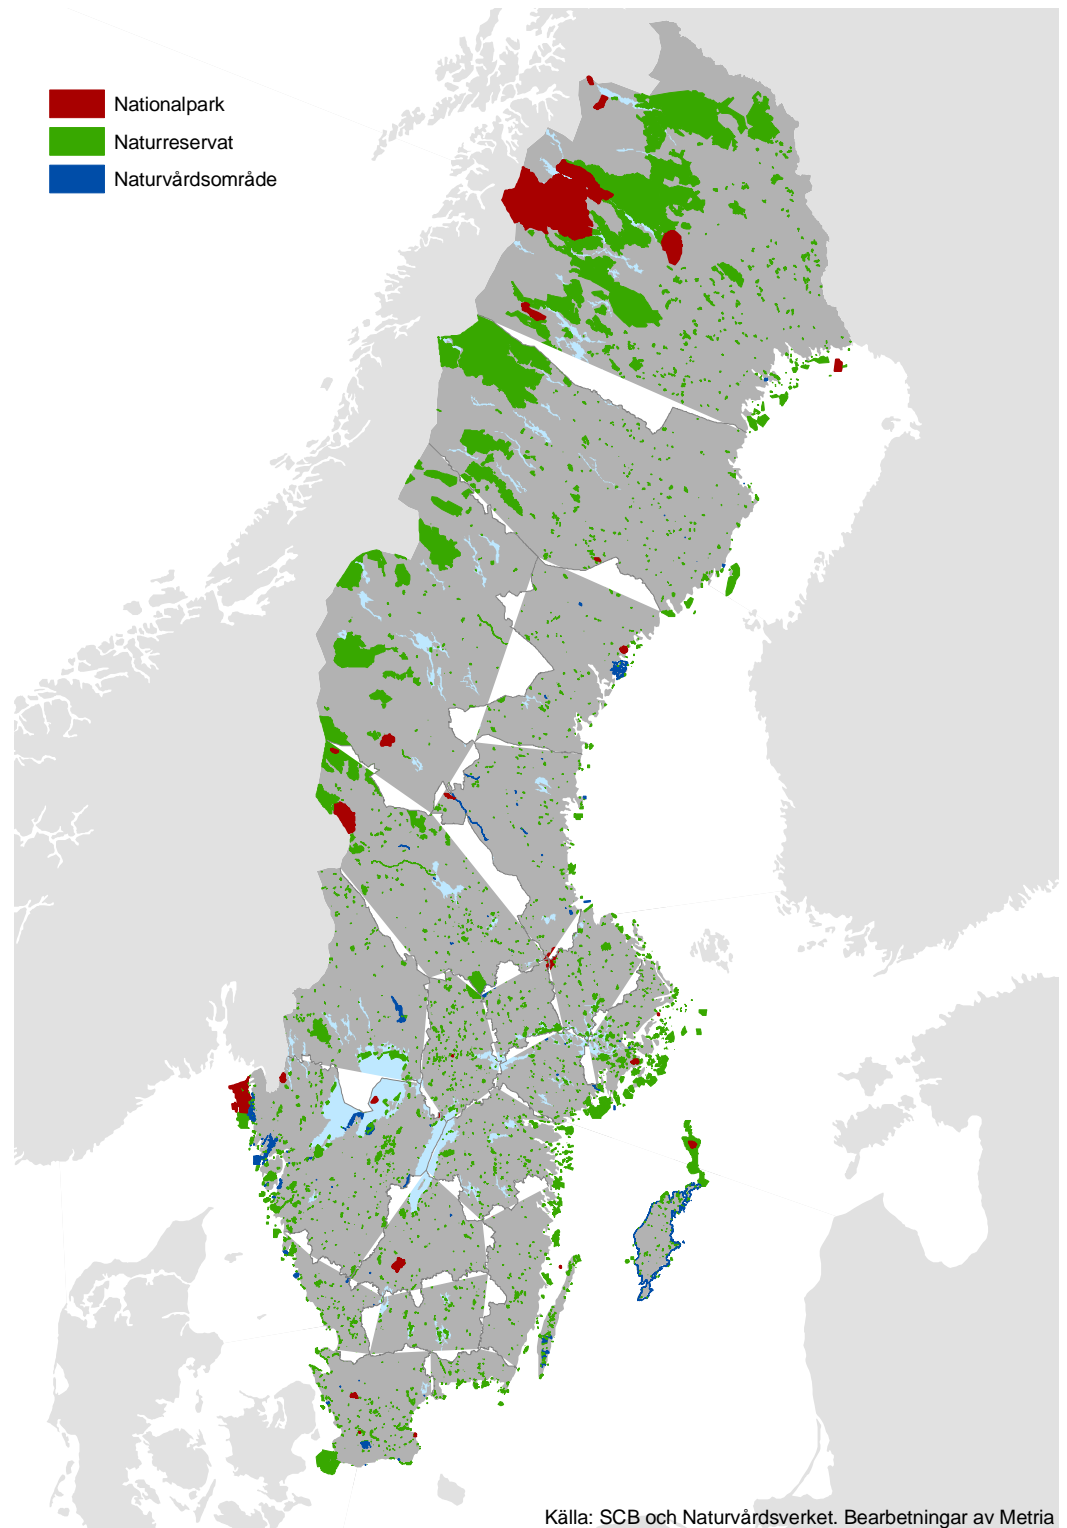 Nationalpark
Naturreservat
Naturvårdsområde
Källa: SCB och Naturvårdsverket. Bearbetningar av Metria